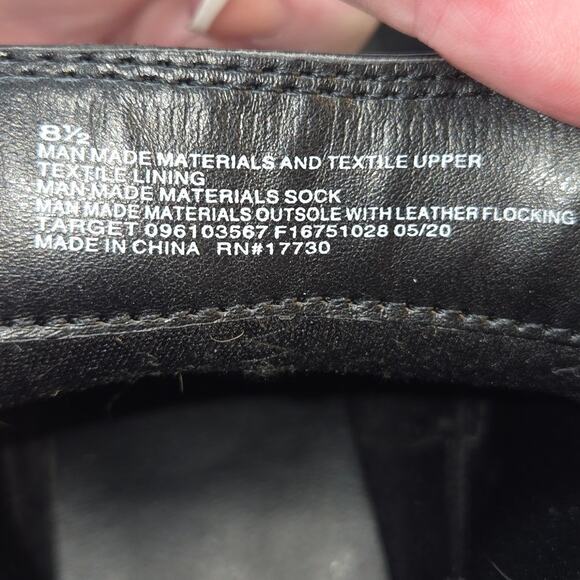 8½
MAN MADE MATERIALS AND TEXTILE UPPER
TEXTILE LINING
MAN MADE MATERIALS SOCK
MAN MADE MATERIALS OUTSOLE WITH LEATHER FLOCKING
TARGET 096103567 F16751028 05/20
MADE IN CHINA RN#17730